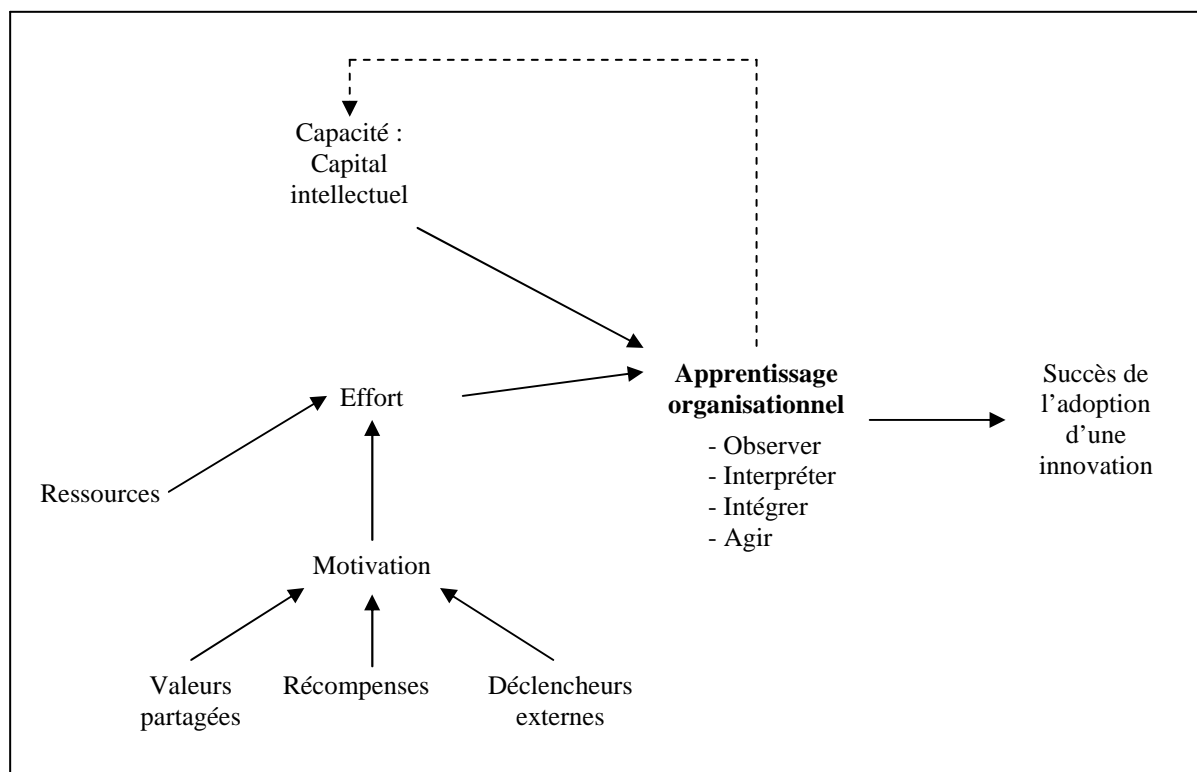 Capacité :
Capital
intellectuel
Apprentissage
organisationnel
- Observer
- Interpréter
- Intégrer
- Agir
Succès de
l’adoption
d’une
innovation
Effort
Ressources
Motivation
Valeurs
partagées
Récompenses
Déclencheurs
externes